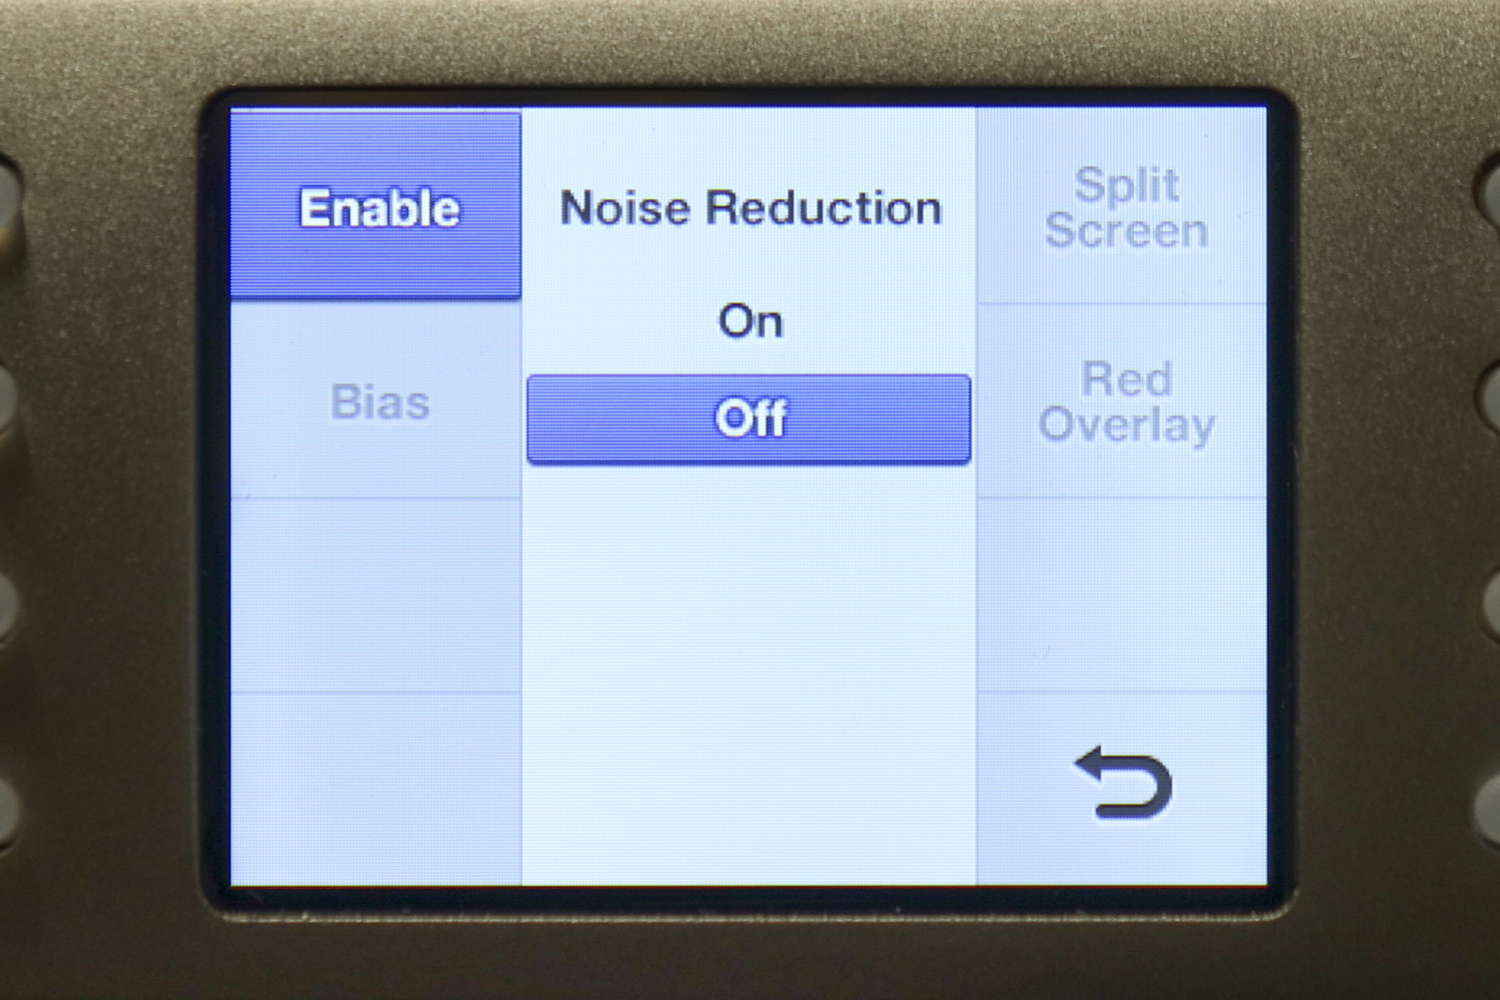 Enable
Bias
Noise Reduction
On
Off
Split
Screen
Red
Overlay